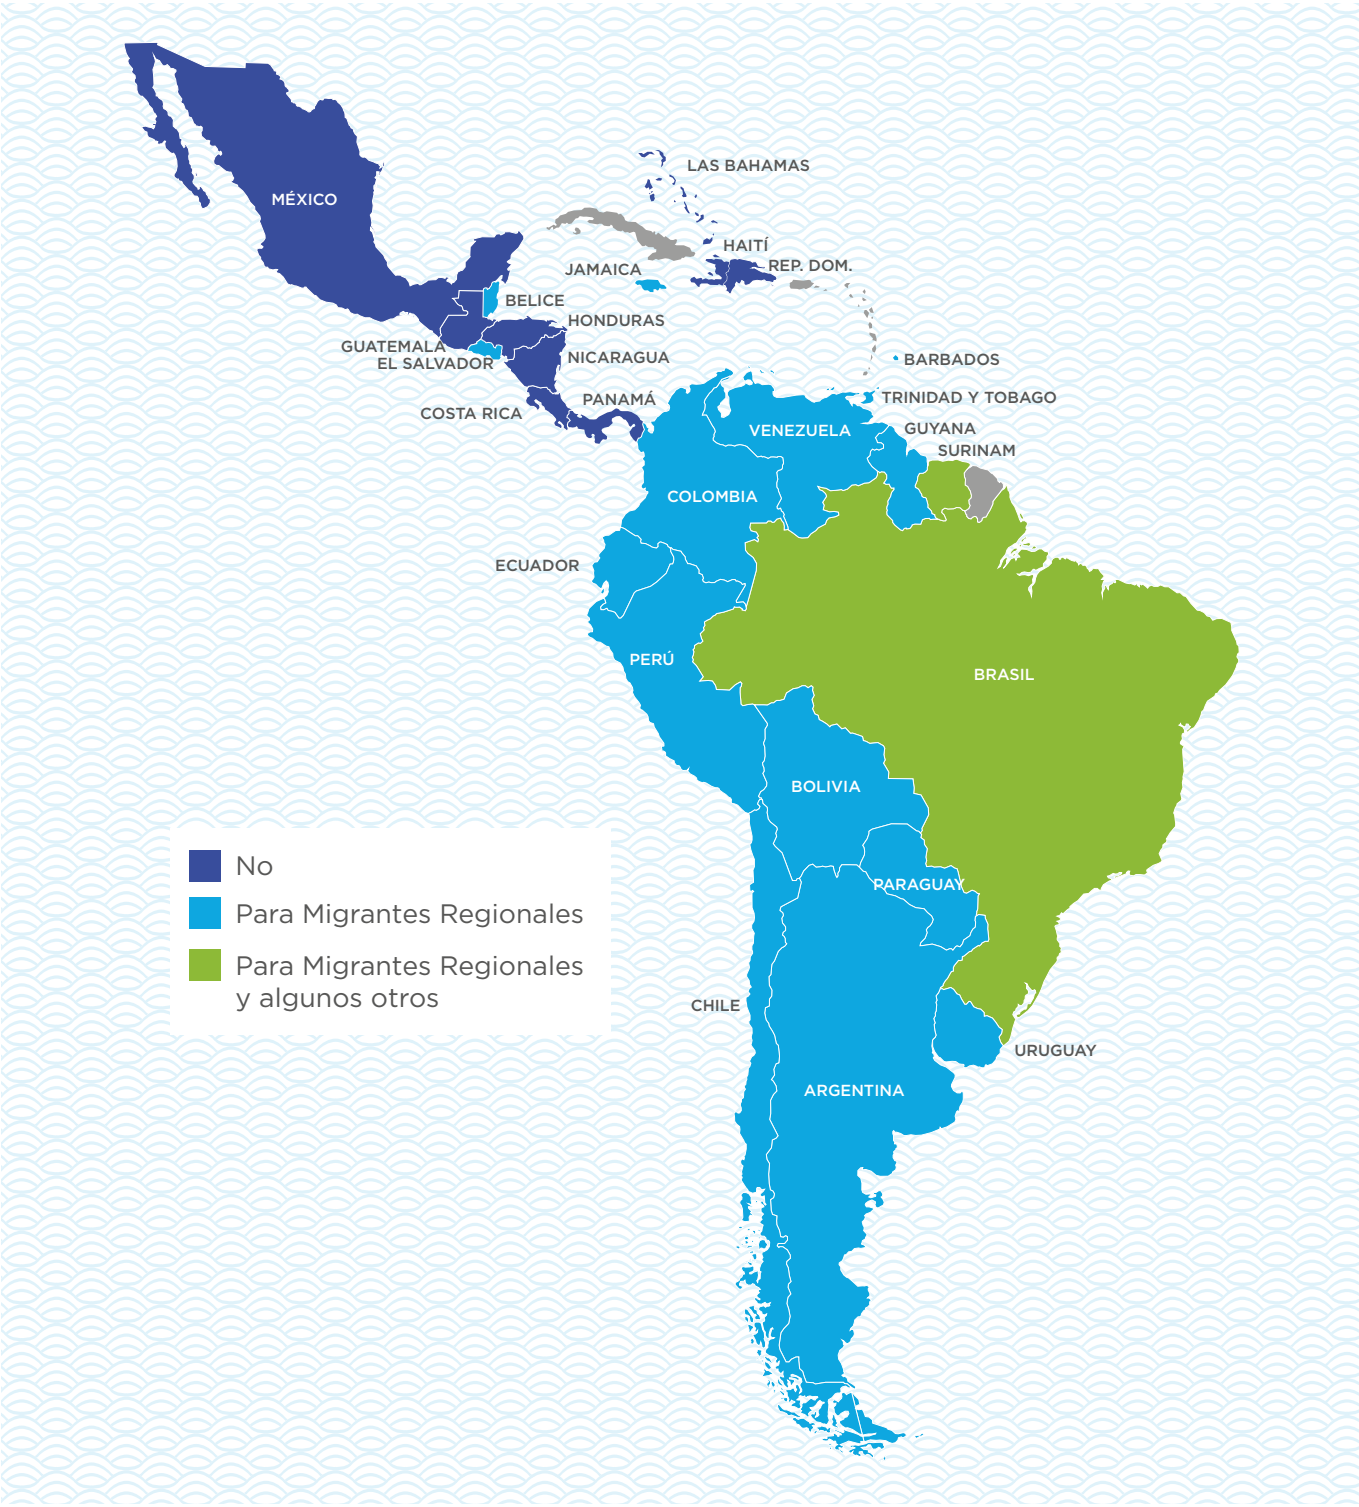 LAS BAHAMAS
MÉXICO
HAITÍ
REP. DOM.
JAMAICA
BELICE
HONDURAS
GUATEMALA
NICARAGUA
EL SALVADOR
BARBADOS
PANAMÁ
TRINIDAD Y TOBAGO
COSTA RICA
VENEZUELA
GUYANA
SURINAM
COLOMBIA
ECUADOR
PERÚ
BRASIL
BOLIVIA
No
PARAGUAY
Para Migrantes Regionales
Para Migrantes Regionales
y algunos otros
CHILE
URUGUAY
ARGENTINA